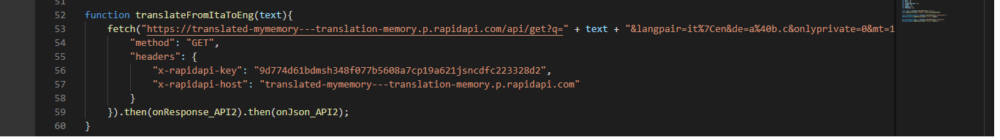 51
52 function translateFromItaToEng(text){
53 fetch("https://translated-mymemory---translation-memory.p.rapidapi.com/api/get?q=" + text + "&langpair=it%7Cen&de=a%40b.c&onlyprivate=0&mt=1
54 "method": "GET",
55 "headers": {
56 "x-rapidapi-key": "9d774d61bdmsh348f077b5608a7cp19a621jsncdfc223328d2",
57 "x-rapidapi-host": "translated-mymemory---translation-memory.p.rapidapi.com"
58 }
59 }).then(onResponse_API2).then(onJson_API2);
60 }